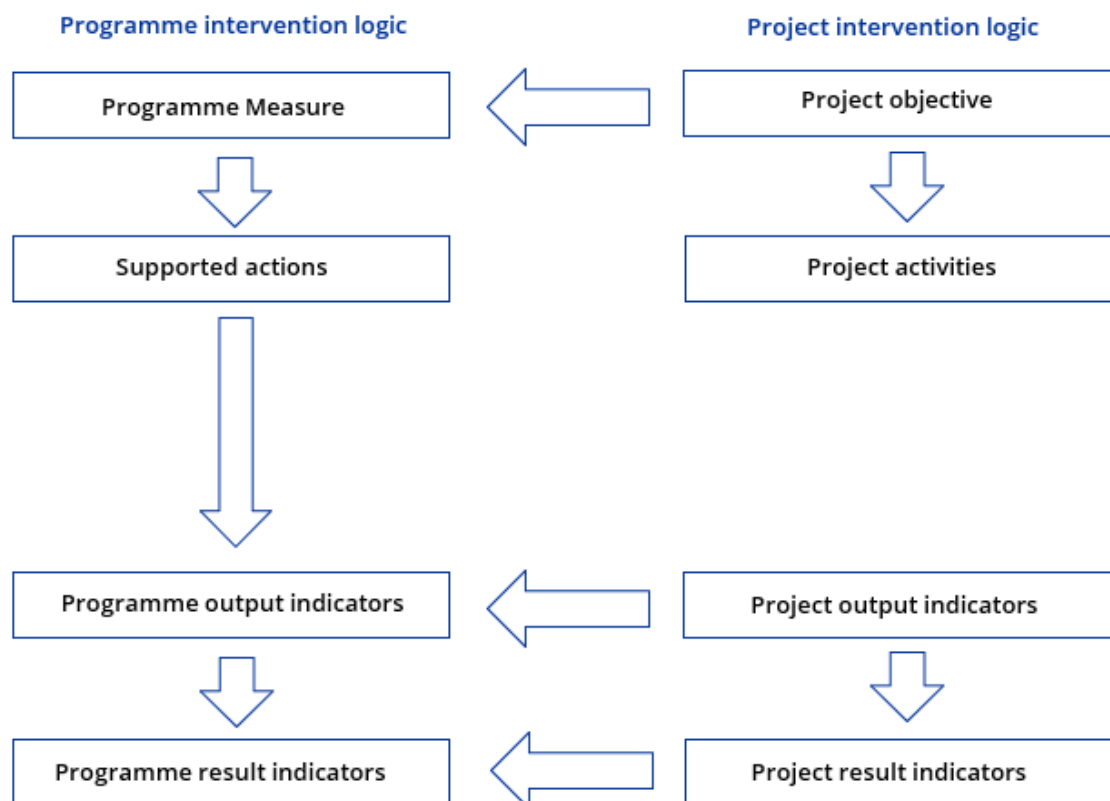 Programme intervention logic
Project intervention logic
Programme Measure
Project objective
Supported actions
Project activities
Programme output indicators
Project output indicators
Programme result indicators
Project result indicators